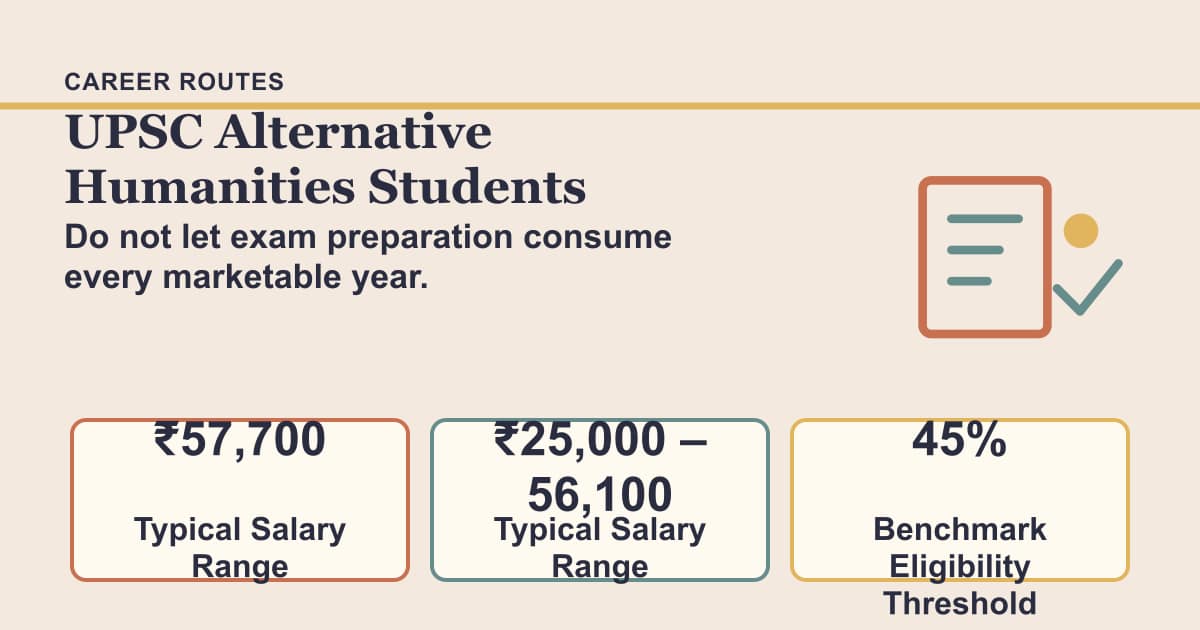 CAREER ROUTES
UPSC Alternative
Humanities Students
Do not let exam preparation consume
every marketable year.
₹57,700
Typical Salary
Range
₹25,000 –
56,100
Typical Salary
Range
45%
Benchmark
Eligibility
Threshold